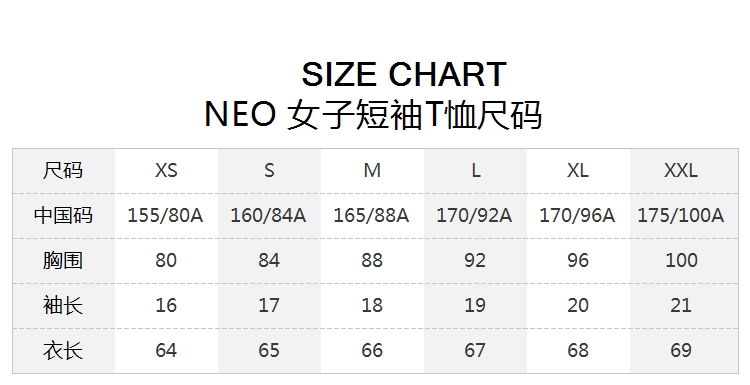 SIZE CHART
NEO 女子短袖T恤尺码
尺码 XS S M L XL XXL
中国码 155/80A 160/84A 165/88A 170/92A 170/96A 175/100A
胸围 80 84 88 92 96 100
袖长 16 17 18 19 20 21
衣长 64 65 66 67 68 69